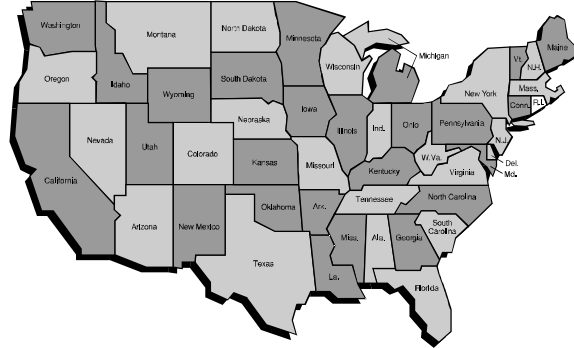 Washington
Montana
North Dakota
Minnesota
Maine
Vt.
N.H.
Michigan
Wisconsin
Oregon
Idaho
South Dakota
Wyoming
New York
Mass.
Conn.
R.I.
Iowa
Nebraska
Nevada
Utah
Colorado
Illinois
Ind.
Ohio
Pennsylvania
N.J.
Del.
Md.
W.Va.
Virginia
California
Kansas
Missouri
Kentucky
Tennessee
North Carolina
Arizona
New Mexico
Oklahoma
Ark.
South
Carolina
Miss.
Ala.
Georgia
Texas
La.
Florida